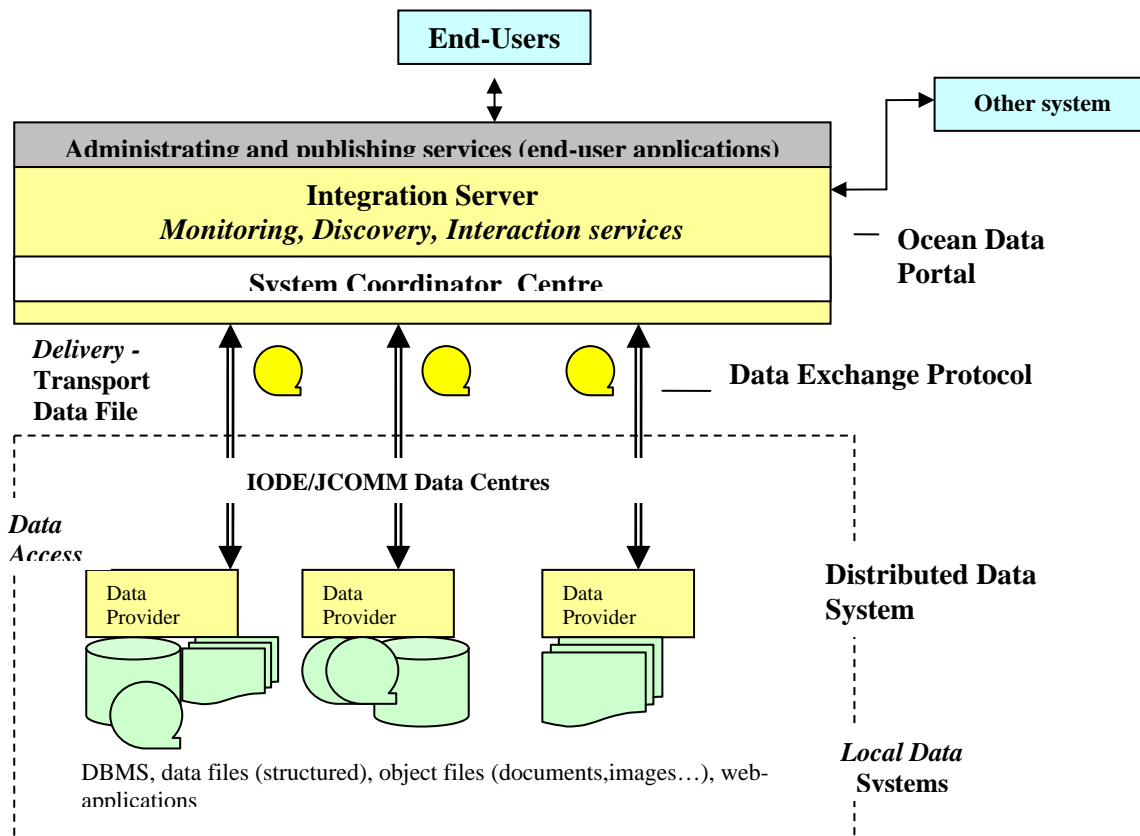 End-Users
Other system
Administrating and publishing services (end-user applications)
Integration Server
Monitoring, Discovery, Interaction services
System Coordinator Centre
Ocean Data
Portal
Delivery -
Transport
Data File
Data Exchange Protocol
IODE/JCOMM Data Centres
Data
Access
Data
Provider
Data
Provider
Data
Provider
Distributed Data
System
DBMS, data files (structured), object files (documents,images…), web-
applications
Local Data
Systems